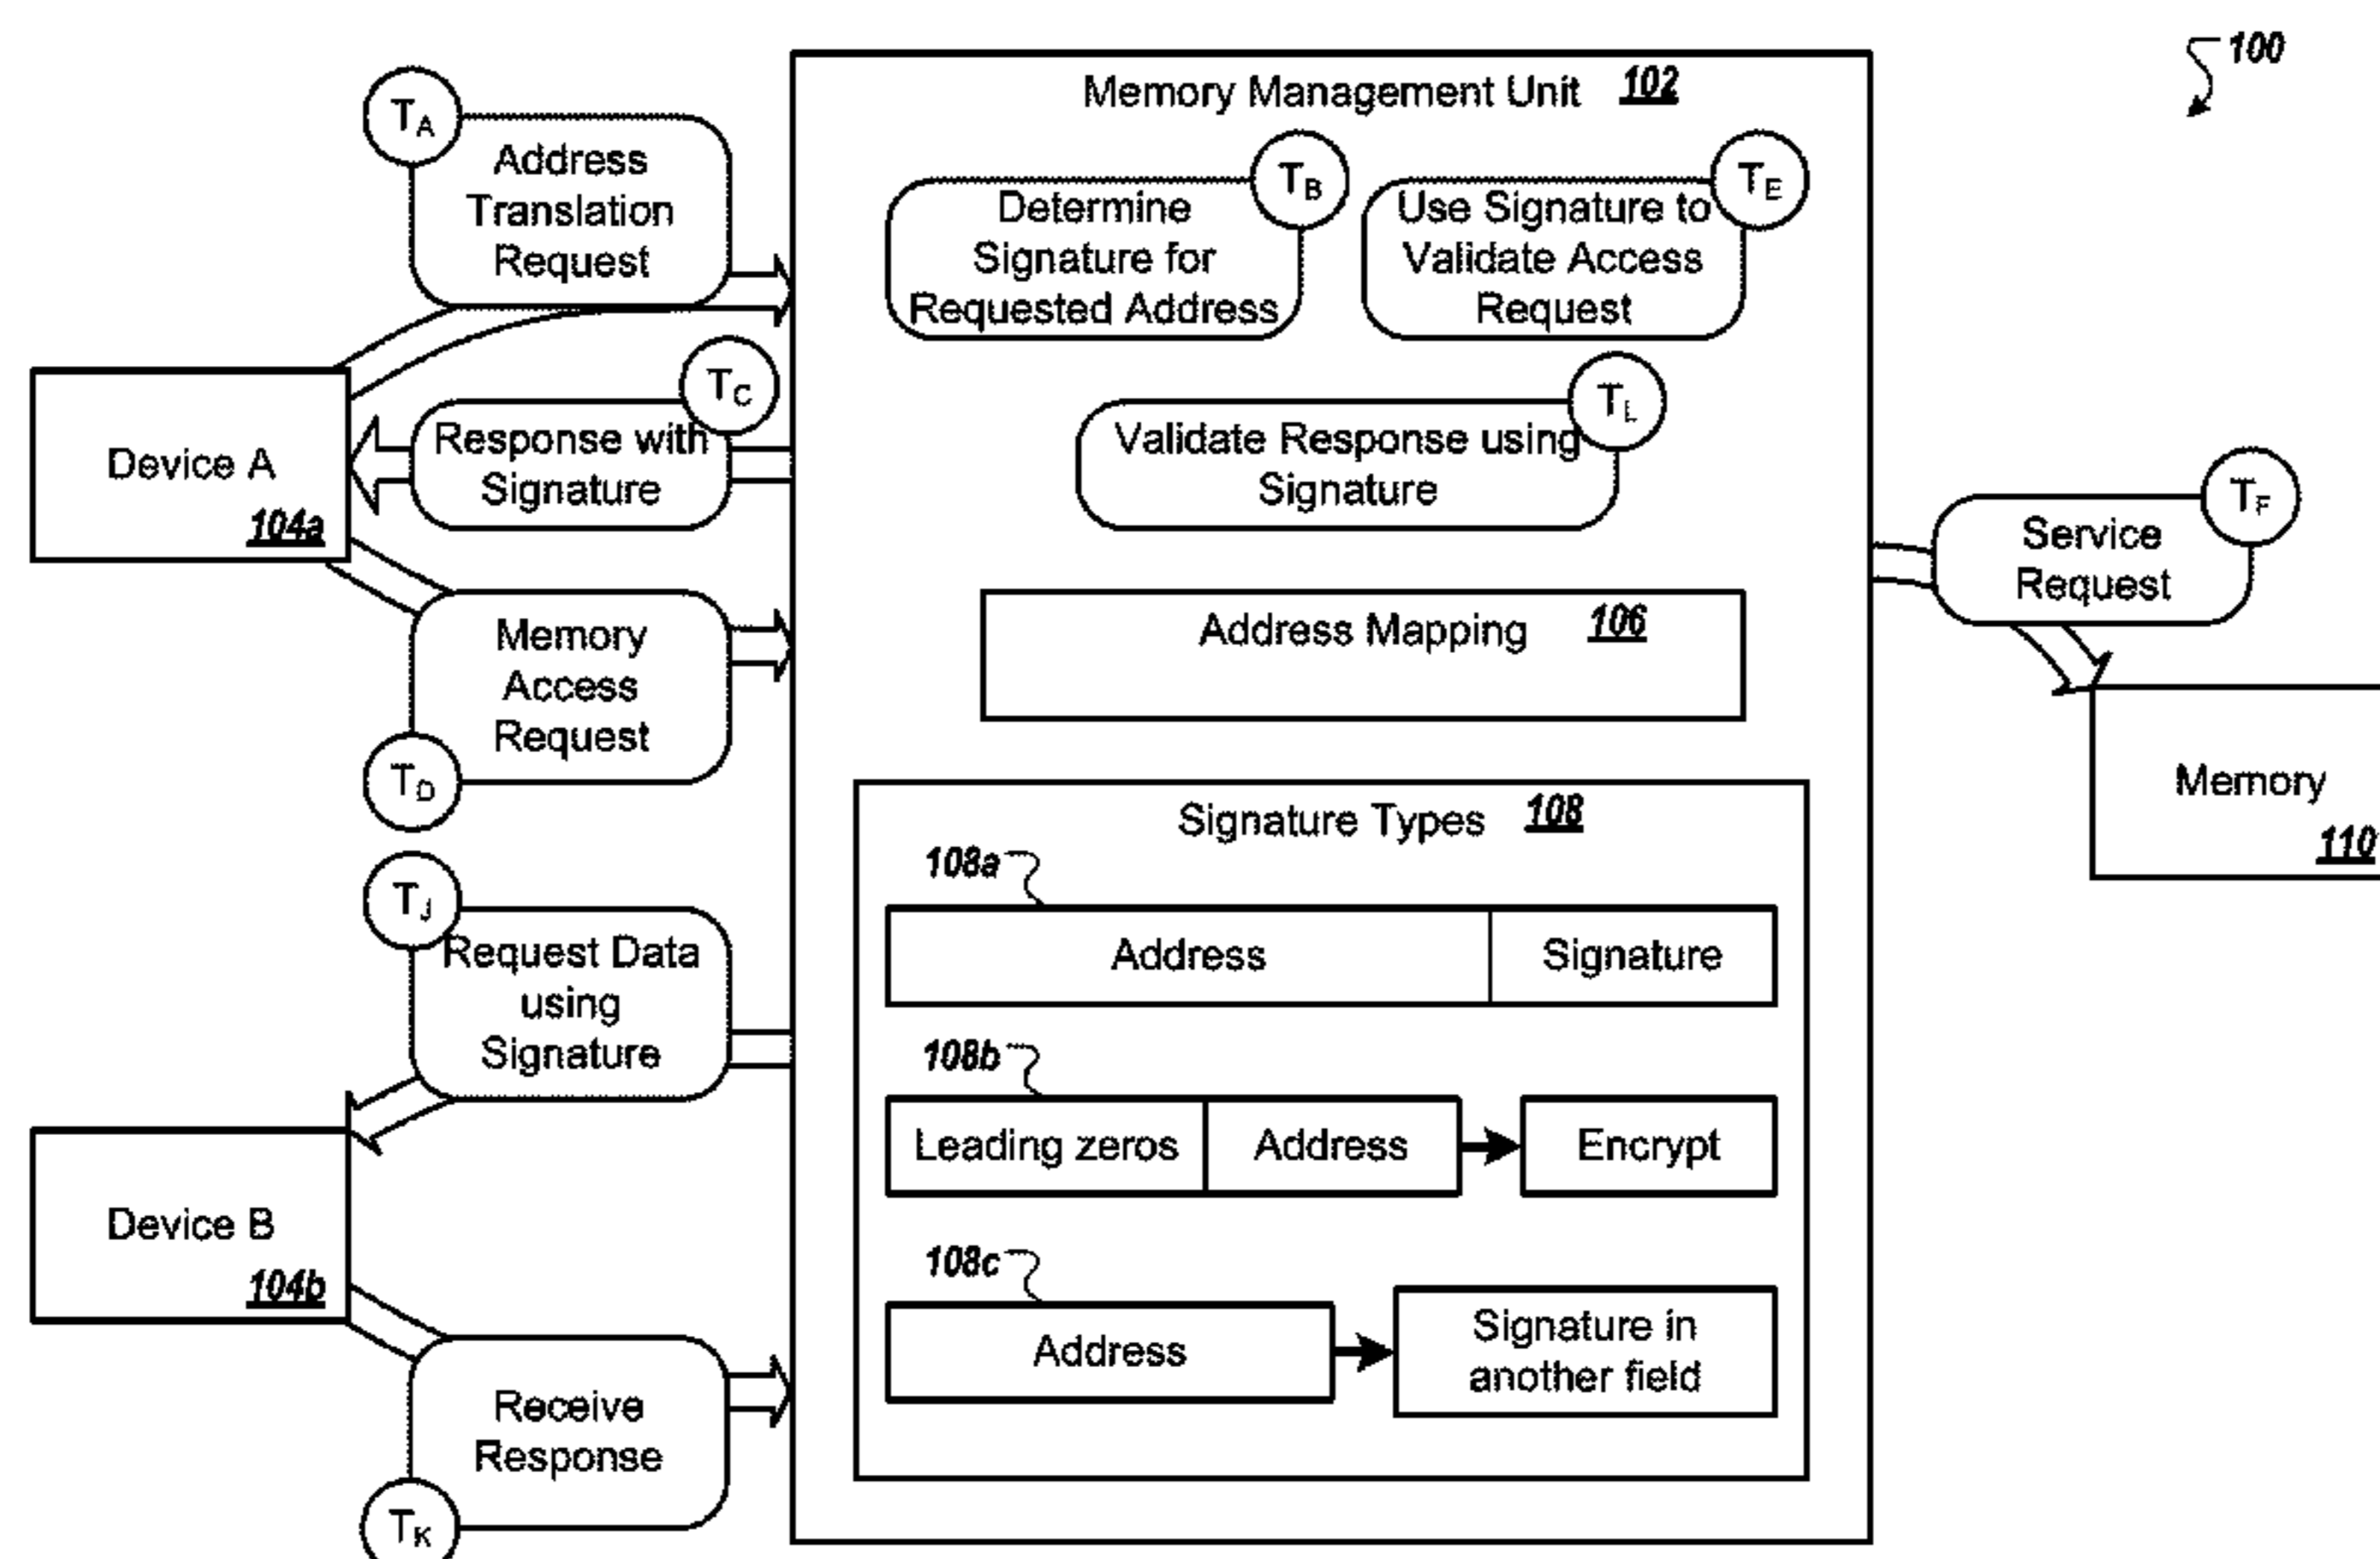 100
Memory Management Unit 102
TA
Address
Translation
Request
TB
Determine
Signature for
Requested Address
TE
Use Signature to
Validate Access
Request
TC
Response with
Signature
TL
Validate Response using
Signature
Device A
104a
TF
Service
Request
Memory
Access
Request
TD
Address Mapping 106
Memory
110
Signature Types 108
108a
Address
Signature
TJ
Request Data
using
Signature
108b
Leading zeros
Address
Encrypt
Device B
104b
108c
Address
Signature in
another field
Receive
Response
TK